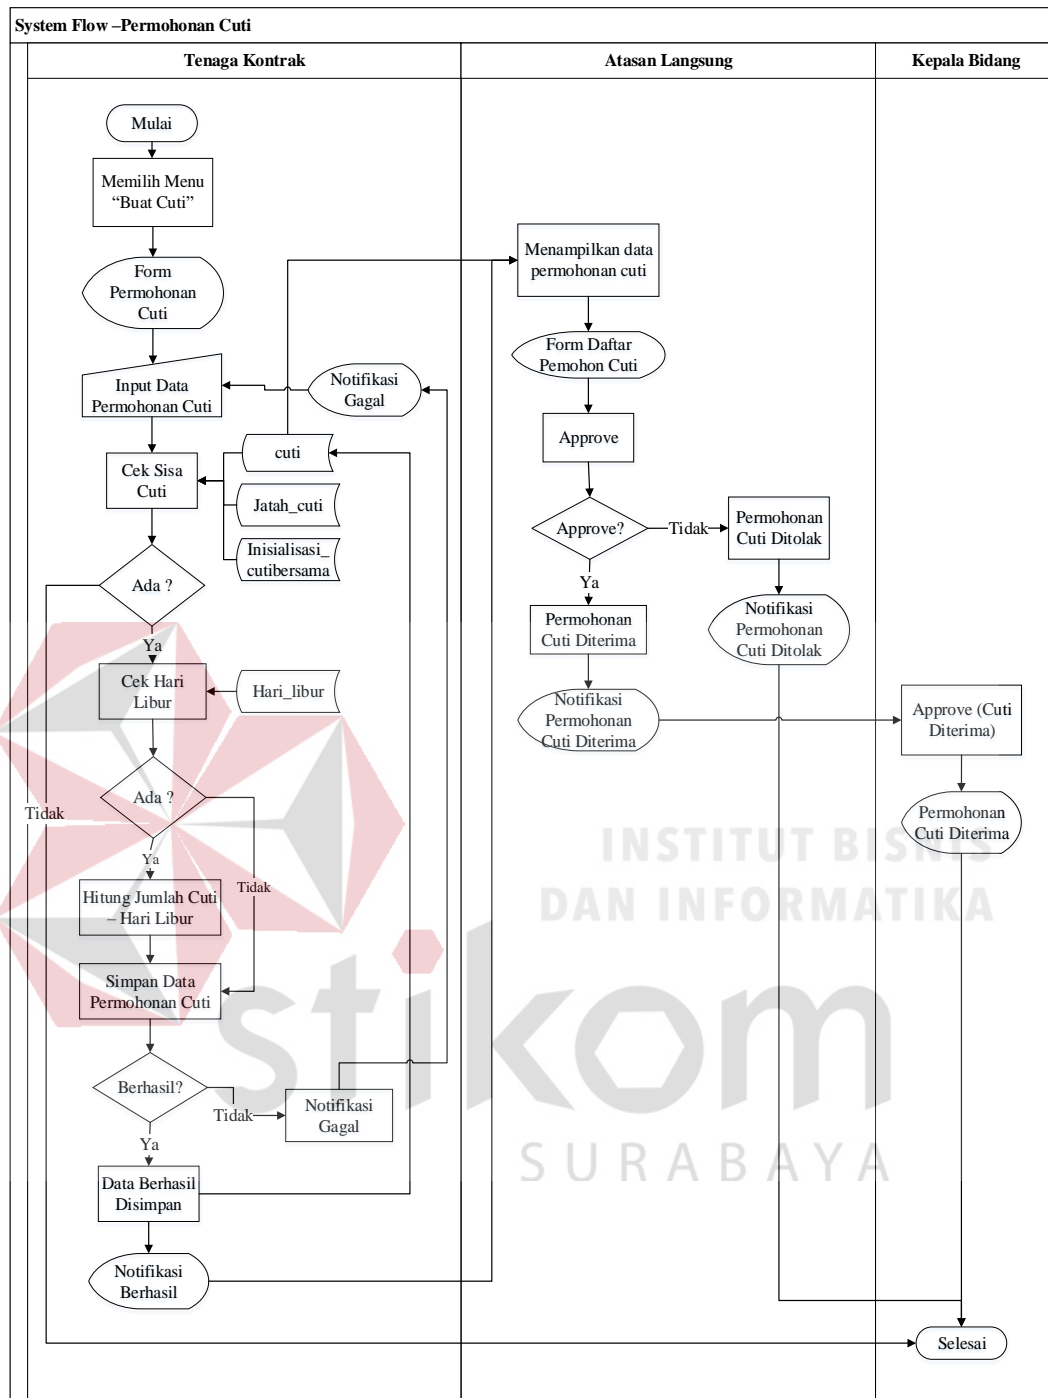 System Flow –Permohonan Cuti
Tenaga Kontrak
Atasan Langsung
Kepala Bidang
Mulai
Memilih Menu
“Buat Cuti”
Form
Permohonan
Cuti
Input Data
Permohonan Cuti
Notifikasi
Gagal
cuti
Cek Sisa
Cuti
Jatah_cuti
Inisialisasi_
cutibersama
Ada ?
Ya
Cek Hari
Libur
Hari_libur
Ada ?
Tidak
Ya
Tidak
Hitung Jumlah Cuti
– Hari Libur
Simpan Data
Permohonan Cuti
Berhasil?
Tidak
Notifikasi
Gagal
Ya
Data Berhasil
Disimpan
Notifikasi
Berhasil
Menampilkan data
permohonan cuti
Form Daftar
Pemohon Cuti
Approve
Approve?
Tidak
Permohonan
Cuti Ditolak
Ya
Permohonan
Cuti Diterima
Notifikasi
Permohonan
Cuti Ditolak
Notifikasi
Permohonan
Cuti Diterima
Approve (Cuti
Diterima)
Permohonan
Cuti Diterima
Selesai
INSTITUT BISNIS
DAN INFORMATIKA
stikom
SURABAYA